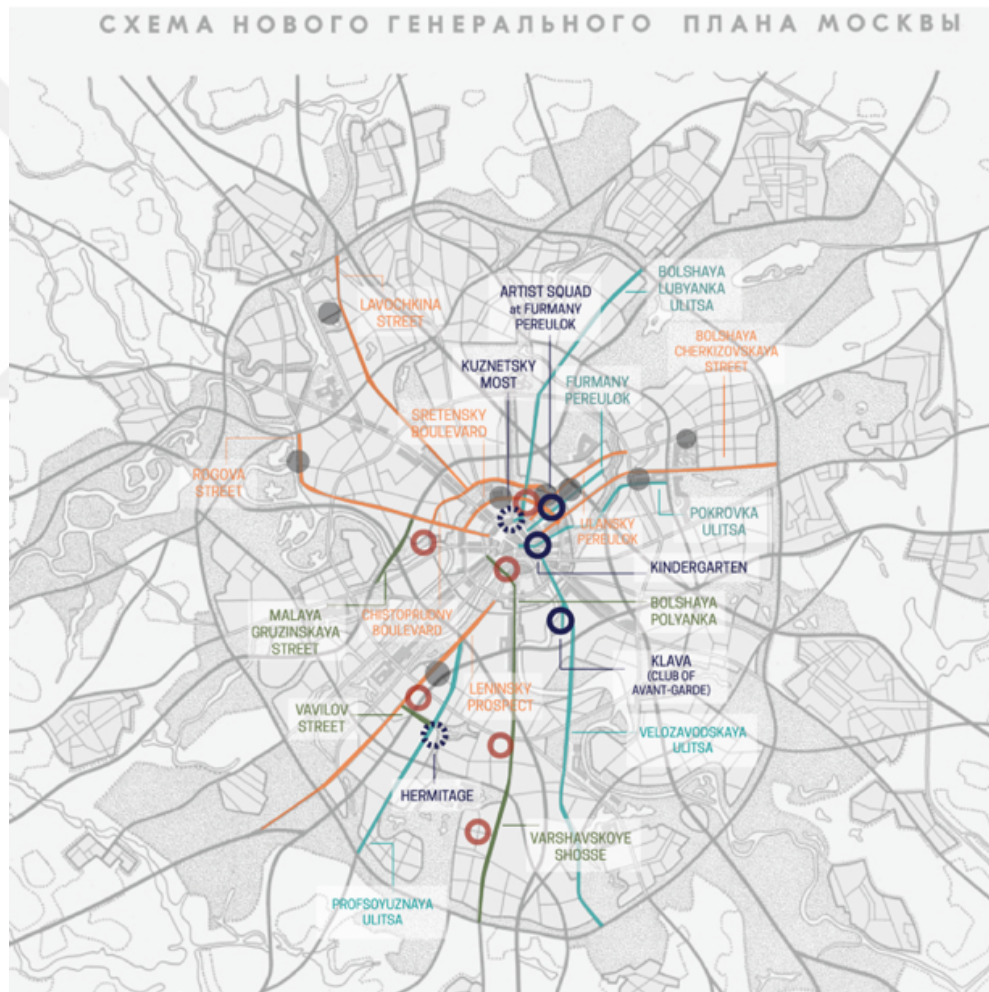 СХЕМА НОВОГО ГЕНЕРАЛЬНОГО ПЛАНА МОСКВЫ
BOLSHAYA
LUBYANKA
ULITSA
ARTIST SQUAD
at FURMANY
PEREULOK
LAVOCHKINA
STREET
BOLSHAYA
CHERKIZOVSKAYA
STREET
KUZNETSKY
MOST
FURMANY
PEREULOK
SRETENSKY
BOULEVARD
ROGOVA
STREET
POKROVKA
ULITSA
ULANSKY
PEREULOK
KINDERGARTEN
MALAYA
GRUZINSKAYA
STREET
CHISTOPRUDNY
BOULEVARD
BOLSHAYA
POLYANKA
KLAVA
(CLUB OF
AVANT-GARDE)
LENINSKY
PROSPECT
VAVILOV
STREET
VELOZAVODSKAYA
ULITSA
HERMITAGE
VARSHAVSKOYE
SHOSSE
PROFSOYUZNAYA
ULITSA